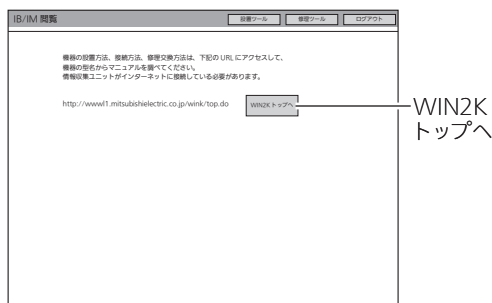 IB/IM 閲覧
設置ツール
修理ツール
ログアウト
機器の設置方法、接続方法、修理交換方法は、下記の URL にアクセスして、
機器の型名からマニュアルを調べてください。
情報収集ユニットがインターネットに接続している必要があります。
http://wwwl1.mitsubishielectric.co.jp/wink/top.do
WIN2K トップへ
WIN2K
トップへ